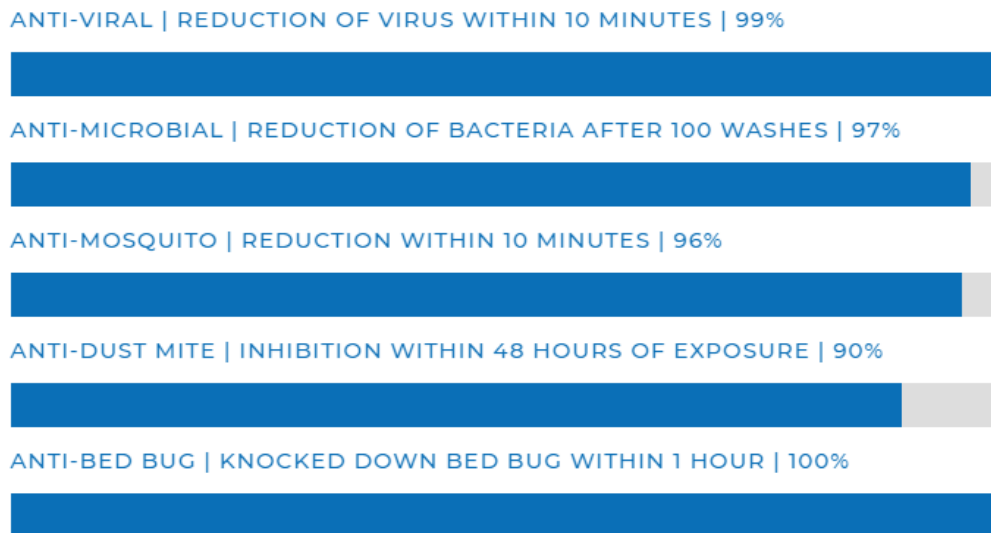 ANTI-VIRAL | REDUCTION OF VIRUS WITHIN 10 MINUTES | 99%
ANTI-MICROBIAL | REDUCTION OF BACTERIA AFTER 100 WASHES | 97%
ANTI-MOSQUITO | REDUCTION WITHIN 10 MINUTES | 96%
ANTI-DUST MITE | INHIBITION WITHIN 48 HOURS OF EXPOSURE | 90%
ANTI-BED BUG | KNOCKED DOWN BED BUG WITHIN 1 HOUR | 100%